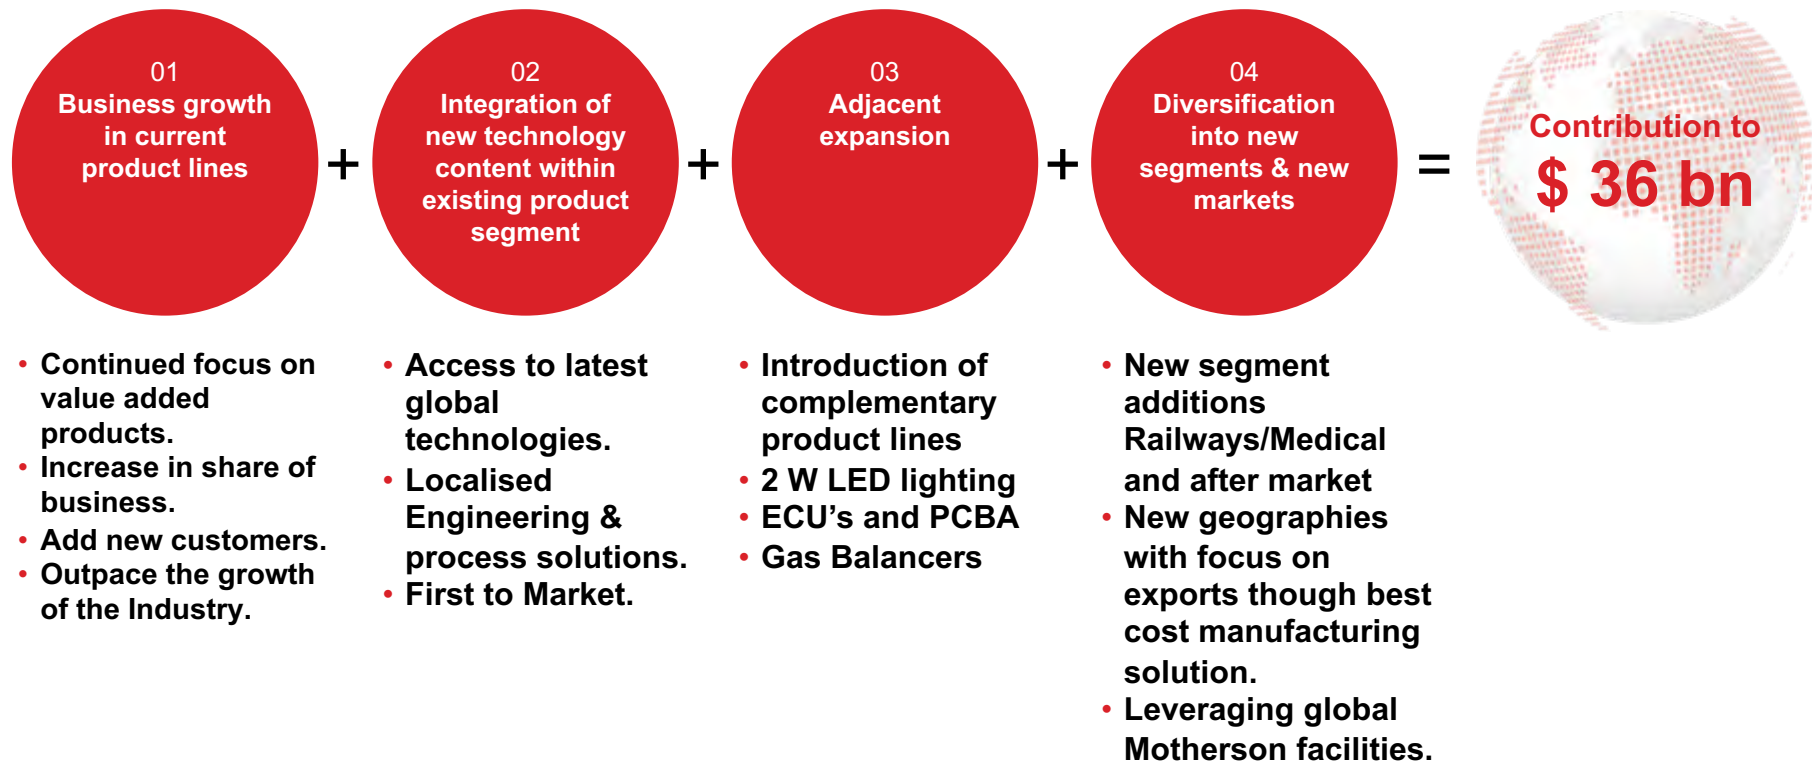 01
Business growth
in current
product lines
+
02
Integration of
new technology
content within
existing product
segment
+
03
Adjacent
expansion
+
04
Diversification
into new
segments & new
markets
=
Contribution to
$ 36 bn
• Continued focus on
value added
products.
• Increase in share of
business.
• Add new customers.
• Outpace the growth
of the Industry.
• Access to latest
global
technologies.
• Localised
Engineering &
process solutions.
• First to Market.
• Introduction of
complementary
product lines
• 2 W LED lighting
• ECU’s and PCBA
• Gas Balancers
• New segment
additions
Railways/Medical
and after market
• New geographies
with focus on
exports though best
cost manufacturing
solution.
• Leveraging global
Motherson facilities.